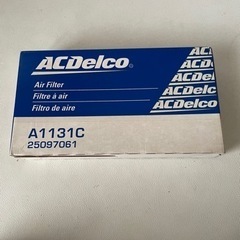 ACDelco
Air Filter
Filtre à air
Filtro de aire
ACDelco
ACDelco
ACDelco
ACDelco
ACDelco
A1131C
25097061